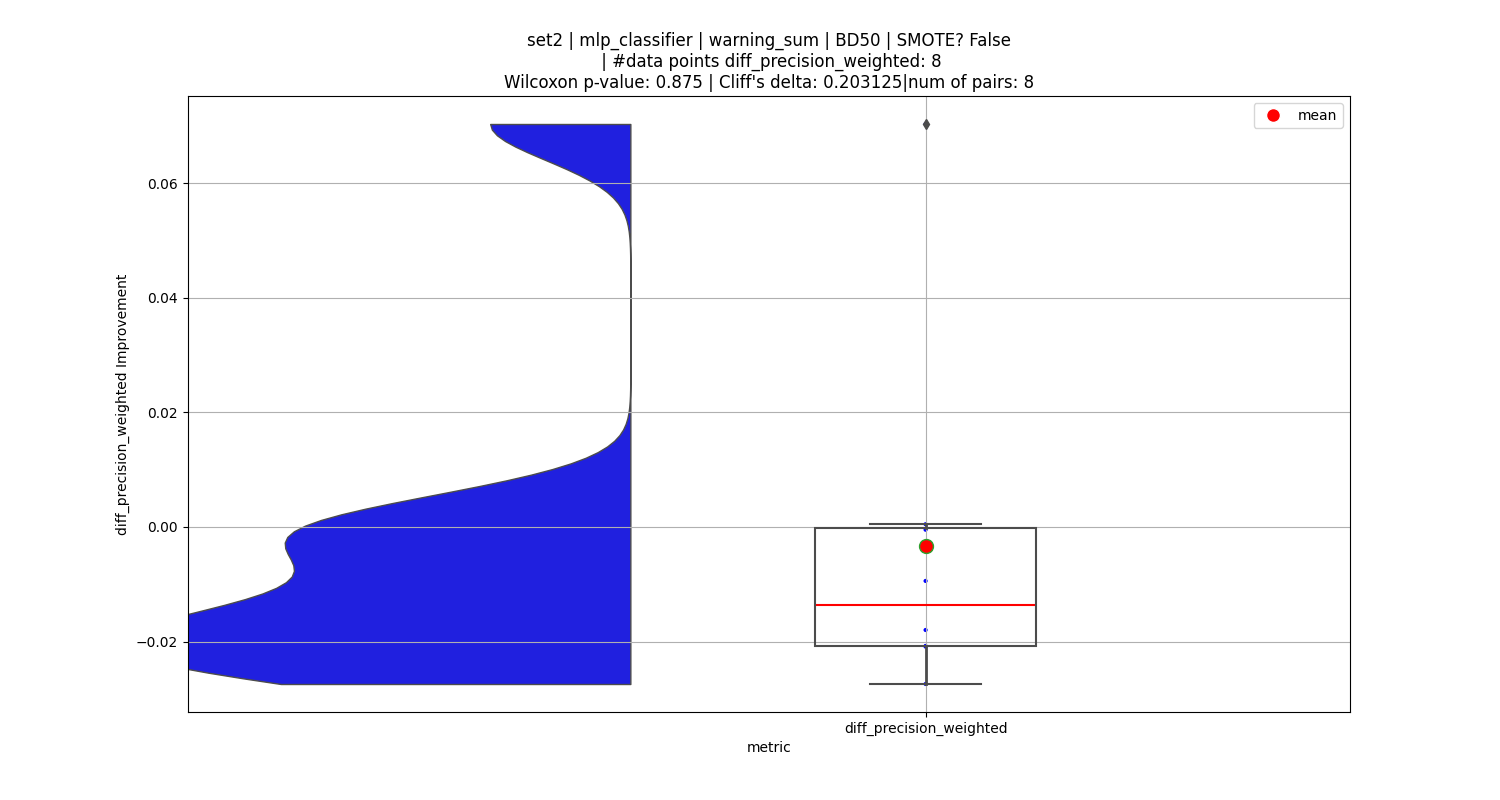 set2 | mlp_classifier | warning_sum | BD50 | SMOTE? False
| #data points diff_precision_weighted: 8
Wilcoxon p-value: 0.875 | Cliff's delta: 0.203125|num of pairs: 8
mean
0.06
0.04
0.02
0.00
−0.02
diff_precision_weighted Improvement
diff_precision_weighted
metric